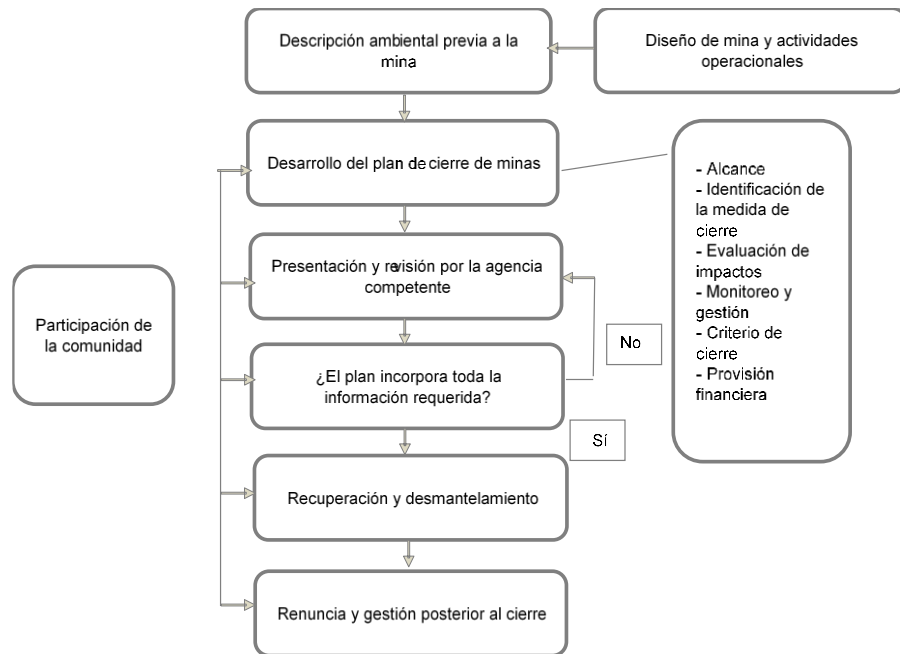 Descripción ambiental previa a la
mina
Diseño de mina y actividades
operacionales
Desarrollo del plan de cierre de minas
- Alcance
- Identificación de
la medida de
cierre
- Evaluación de
impactos
- Monitoreo y
gestión
- Criterio de
cierre
- Provisión
financiera
Presentación y revisión por la agencia
competente
Participación de
la comunidad
No
¿El plan incorpora toda la
información requerida?
Sí
Recuperación y desmantelamiento
Renuncia y gestión posterior al cierre